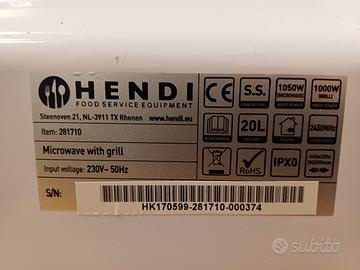 HENDI
FOOD SERVICE EQUIPMENT
Steenoven 21, NL-3911 TX Rhenen www.hendi.eu
Item: 281710
Microwave with grill
Input voltage: 230V~ 50Hz
CE
S.S.
1050W
(MICROWAVE)
INPUT POWER
1000W
(GRILL)
INPUT POWER
20L
2450MHz
RoHS
IPX0
S/N:
HK170599-281710-000374
subito